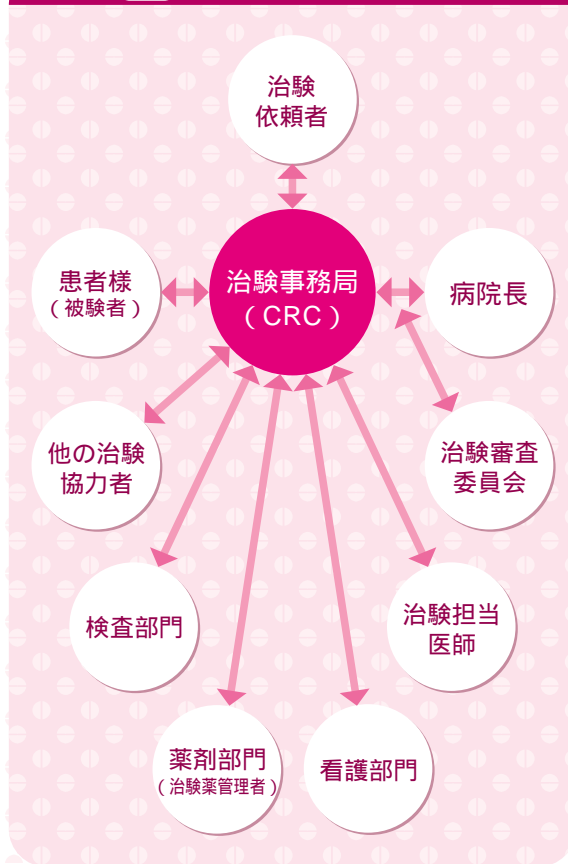 治験
依頼者
患者様
（被験者）
治験事務局
（CRC）
病院長
他の治験
協力者
治験審査
委員会
検査部門
治験担当
医師
薬剤部門
（治験薬管理者）
看護部門